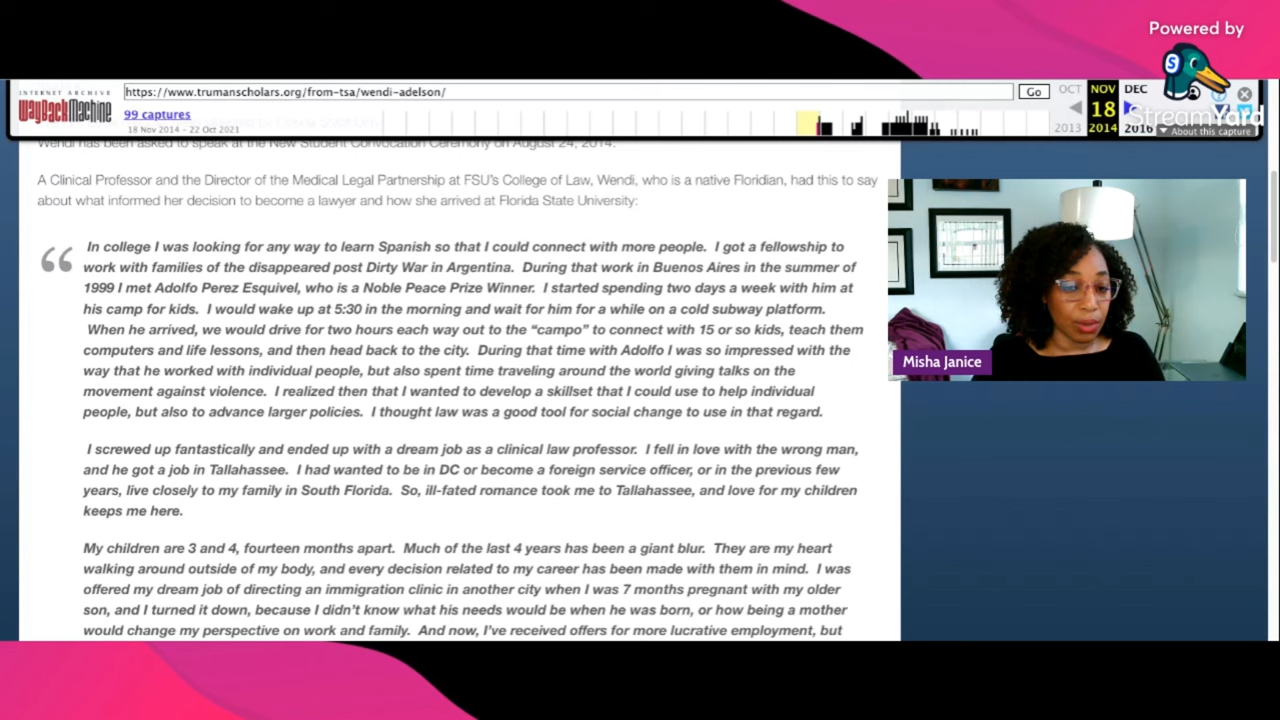 Powered by
StreamYard
INTERNET ARCHIVE
WayBackMachine
https://www.trumanscholars.org/from-tsa/wendi-adelson/
Go
OCT
NOV
DEC
99 captures
18
18 Nov 2014 – 22 Oct 2021
2013
2014
2016
About this capture
Wendi has been asked to speak at the New Student Convocation Ceremony on August 24, 2014.
A Clinical Professor and the Director of the Medical Legal Partnership at FSU's College of Law, Wendi, who is a native Floridian, had this to say
about what informed her decision to become a lawyer and how she arrived at Florida State University:
“ In college I was looking for any way to learn Spanish so that I could connect with more people. I got a fellowship to
work with families of the disappeared post Dirty War in Argentina. During that work in Buenos Aires in the summer of
1999 I met Adolfo Perez Esquivel, who is a Noble Peace Prize Winner. I started spending two days a week with him at
his camp for kids. I would wake up at 5:30 in the morning and wait for him for a while on a cold subway platform.
When he arrived, we would drive for two hours each way out to the “campo” to connect with 15 or so kids, teach them
computers and life lessons, and then head back to the city. During that time with Adolfo I was so impressed with the
way that he worked with individual people, but also spent time traveling around the world giving talks on the
movement against violence. I realized then that I wanted to develop a skillset that I could use to help individual
people, but also to advance larger policies. I thought law was a good tool for social change to use in that regard.
I screwed up fantastically and ended up with a dream job as a clinical law professor. I fell in love with the wrong man,
and he got a job in Tallahassee. I had wanted to be in DC or become a foreign service officer, or in the previous few
years, live closely to my family in South Florida. So, ill-fated romance took me to Tallahassee, and love for my children
keeps me here.
My children are 3 and 4, fourteen months apart. Much of the last 4 years has been a giant blur. They are my heart
walking around outside of my body, and every decision related to my career has been made with them in mind. I was
offered my dream job of directing an immigration clinic in another city when I was 7 months pregnant with my older
son, and I turned it down, because I didn't know what his needs would be when he was born, or how being a mother
would change my perspective on work and family. And now, I've received offers for more lucrative employment, but
Misha Janice